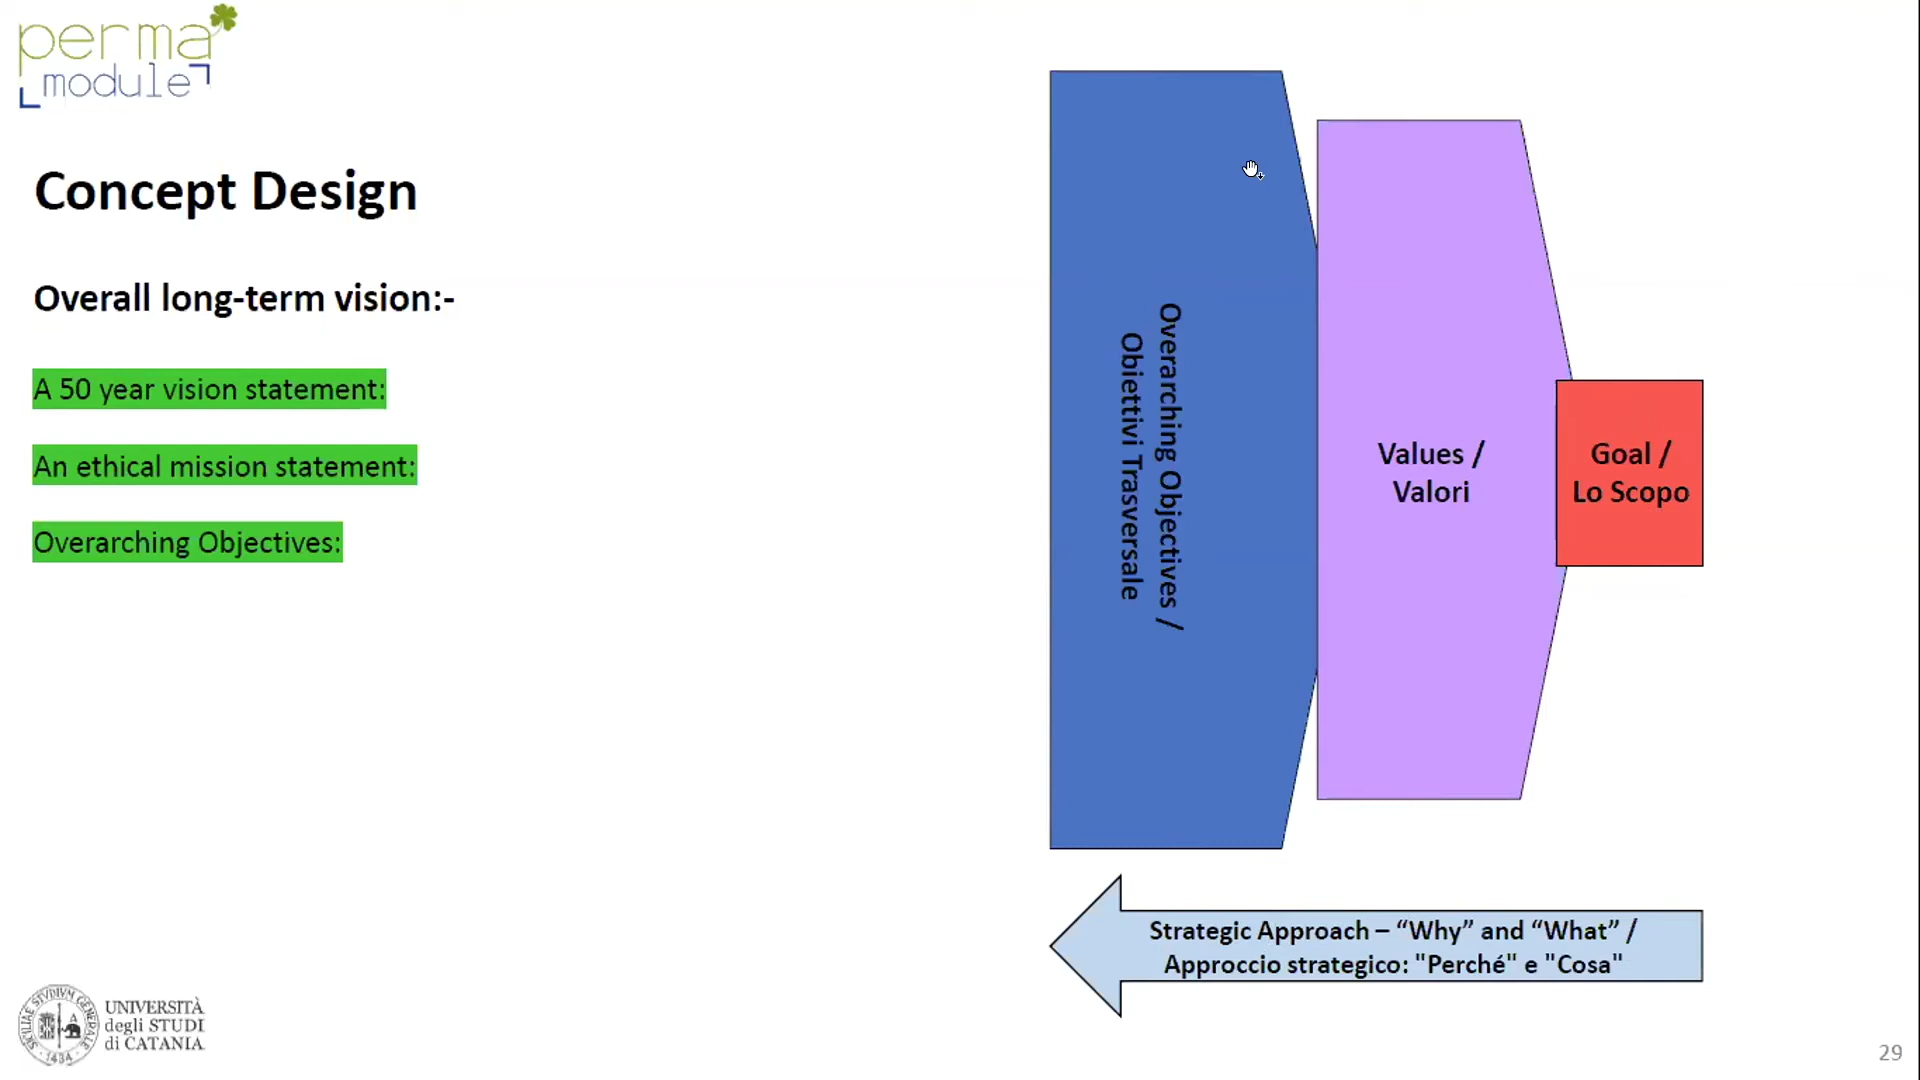 perma
module
Concept Design
Overall long-term vision:-
A 50 year vision statement:
An ethical mission statement:
Overarching Objectives:
Overarching Objectives /
Obiettivi Trasversale
Values /
Valori
Goal /
Lo Scopo
Strategic Approach – “Why” and “What” /
Approccio strategico: "Perché" e "Cosa"
UNIVERSITÀ
degli STUDI
di CATANIA
1434
29